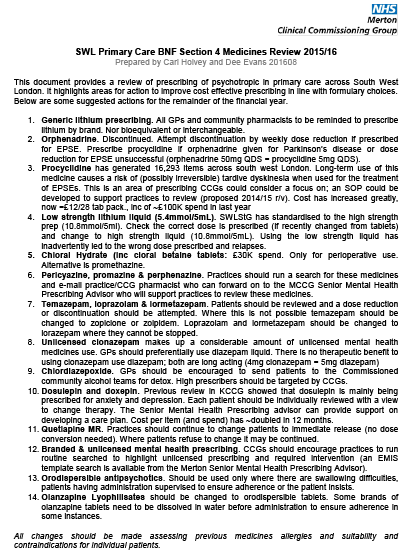 NHS
Merton
Clinical Commissioning Group
SWL Primary Care BNF Section 4 Medicines Review 2015/16
Prepared by Carl Holvey and Dee Evans 201608
This document provides a review of prescribing of psychotropic in primary care across South West
London. It highlights areas for action to improve cost effective prescribing in line with formulary choices.
Below are some suggested actions for the remainder of the financial year.
1. Generic lithium prescribing. All GPs and community pharmacists to be reminded to prescribe
lithium by brand. Nor bioequivalent or interchangeable.
2. Orphenadrine. Discontinued. Attempt discontinuation by weekly dose reduction if prescribed
for EPSE. Prescribe procyclidine if orphenadrine given for Parkinson's disease or dose
reduction for EPSE unsuccessful (orphenadrine 50mg QDS = procyclidine 5mg QDS).
3. Procyclidine has generated 16,293 items across south west london. Long-term use of this
medicine causes a risk of (possibly irreversible) tardive dyskinesia when used for the treatment
of EPSEs. This is an area of prescribing CCGs could consider a focus on; an SOP could be
developed to support practices to review (proposed 2014/15 r/v). Cost has increased greatly,
now =£12/28 tab pack., inc of ~£100K spend in last year
4. Low strength lithium liquid (5.4mmol/5mL). SWLStG has standardised to the high strength
prep (10.8mmol/5ml). Check the correct dose is prescribed (if recently changed from tablets)
and change to high strength liquid (10.8mmol/5mL). Using the low strength liquid has
inadvertently led to the wrong dose prescribed and relapses.
5. Chloral Hydrate (inc cloral betaine tablets: £30K spend. Only for perioperative use.
Alternative is promethazine.
6. Pericyazine, promazine & perphenazine. Practices should run a search for these medicines
and e-mail practice/CCG pharmacist who can forward on to the MCCG Senior Mental Health
Prescribing Advisor who will support practices to review these medicines.
7. Temazepam, loprazolam & lormetazepam. Patients should be reviewed and a dose reduction
or discontinuation should be attempted. Where this is not possible temazepam should be
changed to zopiclone or zolpidem. Loprazolam and lormetazepam should be changed to
lorazepam where they cannot be stopped.
8. Unlicensed clonazepam makes up a considerable amount of unlicensed mental health
medicines use. GPs should preferentially use diazepam liquid. There is no therapeutic benefit to
using clonazepam use diazepam; both are long acting (4mg clonazepam = 5mg diazepam)
9. Chlordiazepoxide. GPs should be encouraged to send patients to the Commissioned
community alcohol teams for detox. High prescribers should be targeted by CCGs.
10. Dosulepin and doxepin. Previous review in KCCG showed that dosulepin is mainly being
prescribed for anxiety and depression. Each patient should be individually reviewed with a view
to change therapy. The Senior Mental Health Prescribing advisor can provide support on
developing a care plan. Cost per item (and spend) has ~doubled in 12 months.
11. Quetiapine MR. Practices should continue to change patients to immediate release (no dose
conversion needed). Where patients refuse to change it may be continued.
12. Branded & unlicensed mental health prescribing. CCGs should encourage practices to run
routine searched to highlight unlicensed prescribing and required intervention (an EMIS
template search is available from the Merton Senior Mental Health Prescribing Advisor).
13. Orodispersible antipsychotics. Should be used only where there are swallowing difficulties,
patients having administration supervised to ensure adherence or the patient insists.
14. Olanzapine Lyophilisates should be changed to orodispersible tablets. Some brands of
olanzapine tablets need to be dissolved in water before administration to ensure adherence in
some instances.
All changes should be made assessing previous medicines allergies and suitability and
contraindications for individual patients.